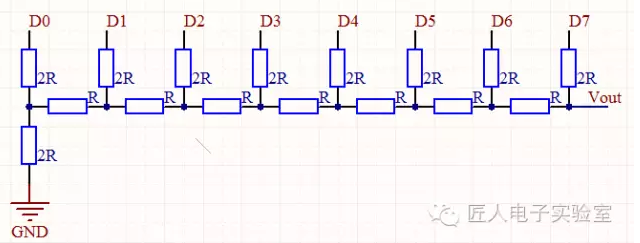 D0 D1 D2 D3 D4 D5 D6 D7
2R 2R 2R 2R 2R 2R 2R 2R
R R R R R R R Vout
2R
GND
匠人电子实验室